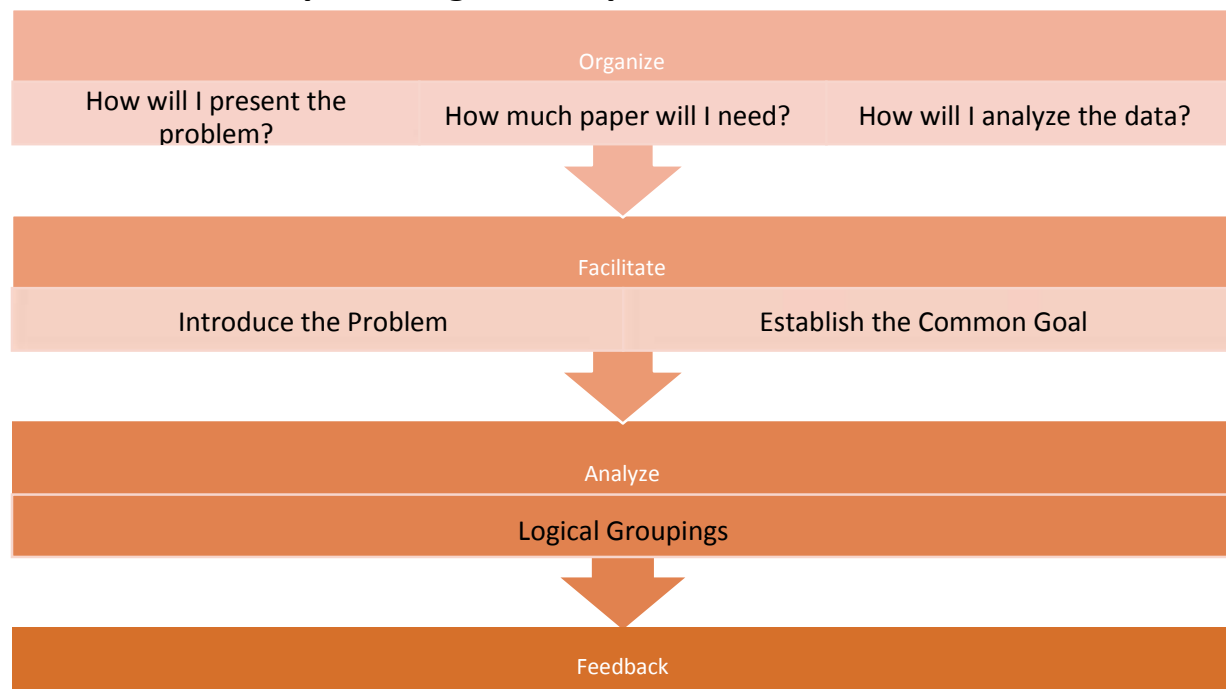 Organize
How will I present the
problem?
How much paper will I need?
How will I analyze the data?
Facilitate
Introduce the Problem
Establish the Common Goal
Analyze
Logical Groupings
Feedback